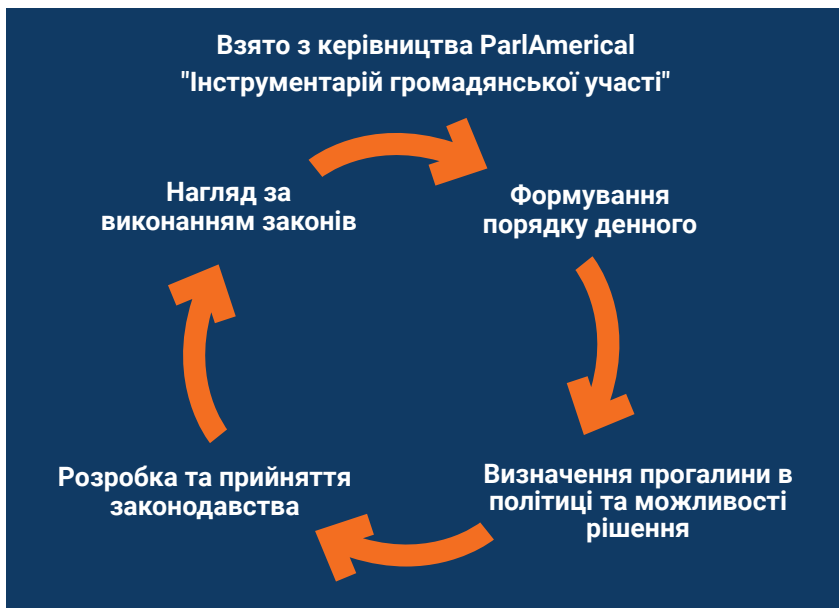 Взято з керівництва ParlAmerical
"Інструментарій громадянської участі"
Нагляд за
виконанням законів
Формування
порядку денного
Розробка та прийняття
законодавства
Визначення прогалини в
політиці та можливості
рішення